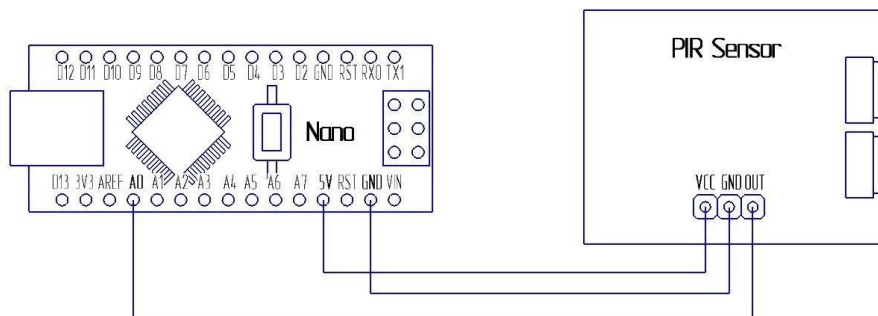 PIR Sensor
D12 D11 D10 D9 D8 D7 D6 D5 D4 D3 D2 GND RST RX0 TX1
Nano
D13 3V3 AREF A0 A1 A2 A3 A4 A5 A6 A7 5V RST GND VIN
VCC GND OUT